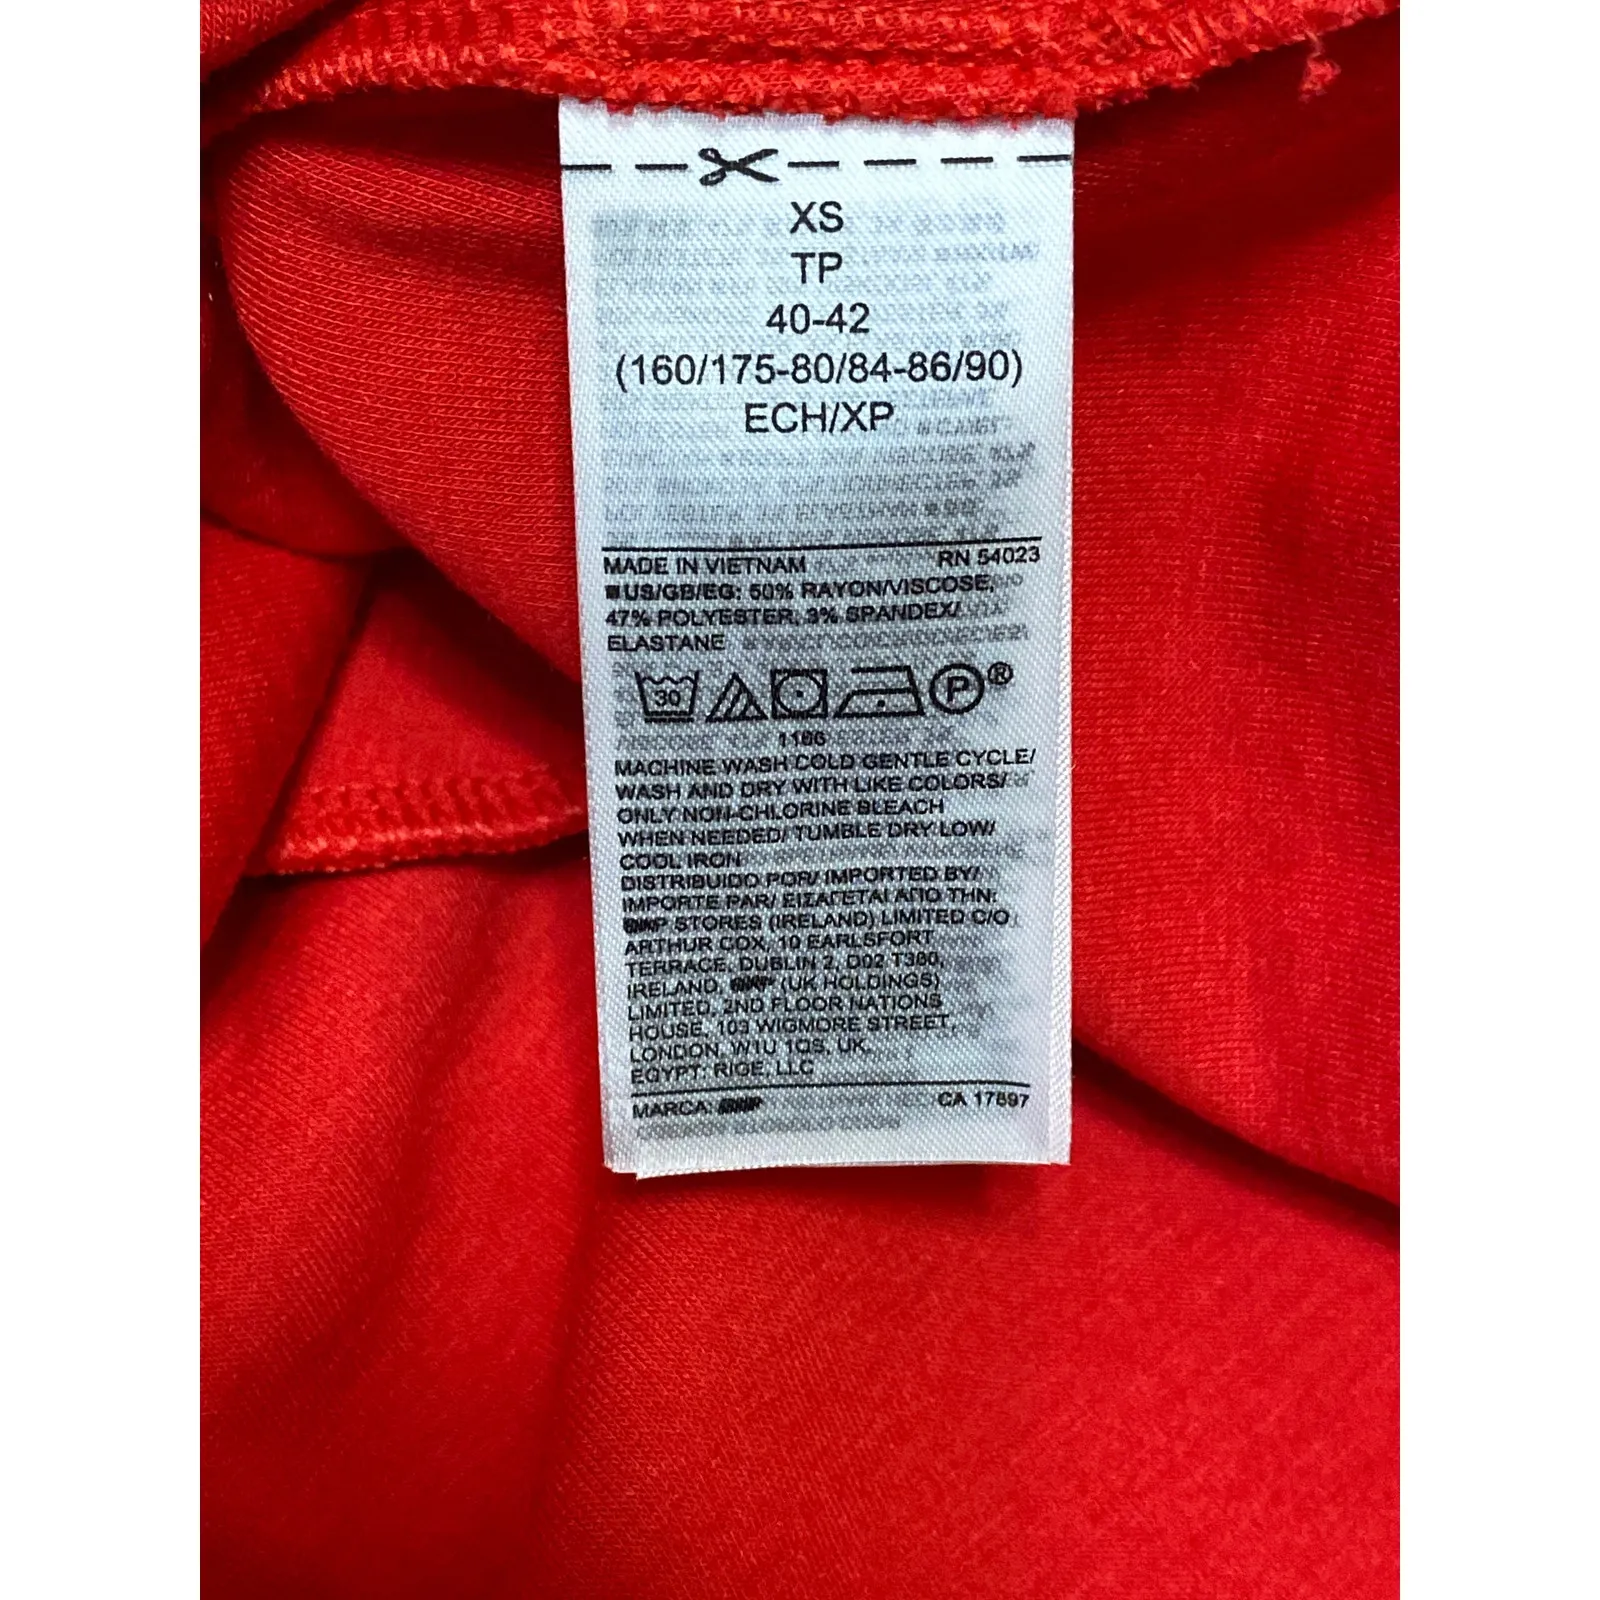 XS
TP
40-42
(160/175-80/84-86/90)
ECH/XP
MADE IN VIETNAM RN 54023
US/GB/EG: 50% RAYON/VISCOSE,
47% POLYESTER, 3% SPANDEX/
ELASTANE
30 P®
1186
MACHINE WASH COLD GENTLE CYCLE/
WASH AND DRY WITH LIKE COLORS/
ONLY NON-CHLORINE BLEACH
WHEN NEEDED/ TUMBLE DRY LOW/
COOL IRON
DISTRIBUIDO POR/ IMPORTED BY/
IMPORTE PAR/ ΕΙΣΑΓΕΤΑΙ ΑΠΟ ΤΗΝ:
STORES (IRELAND) LIMITED C/O
ARTHUR COX, 10 EARLSFORT
TERRACE, DUBLIN 2, D02 T380,
IRELAND, (UK HOLDINGS)
LIMITED, 2ND FLOOR NATIONS
HOUSE, 103 WIGMORE STREET,
LONDON, W1U 1QS, UK.
EGYPT: RIGE, LLC
MARCA: CA 17897